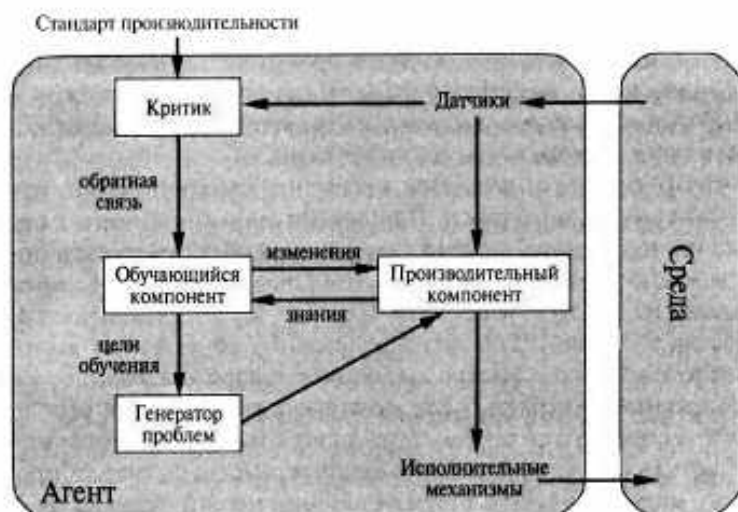 Стандарт производительности
Критик
Датчики
обратная
связь
изменения
Обучающийся
компонент
Производительный
компонент
знания
цели
обучения
Генератор
проблем
Исполнительные
механизмы
Агент
Среда